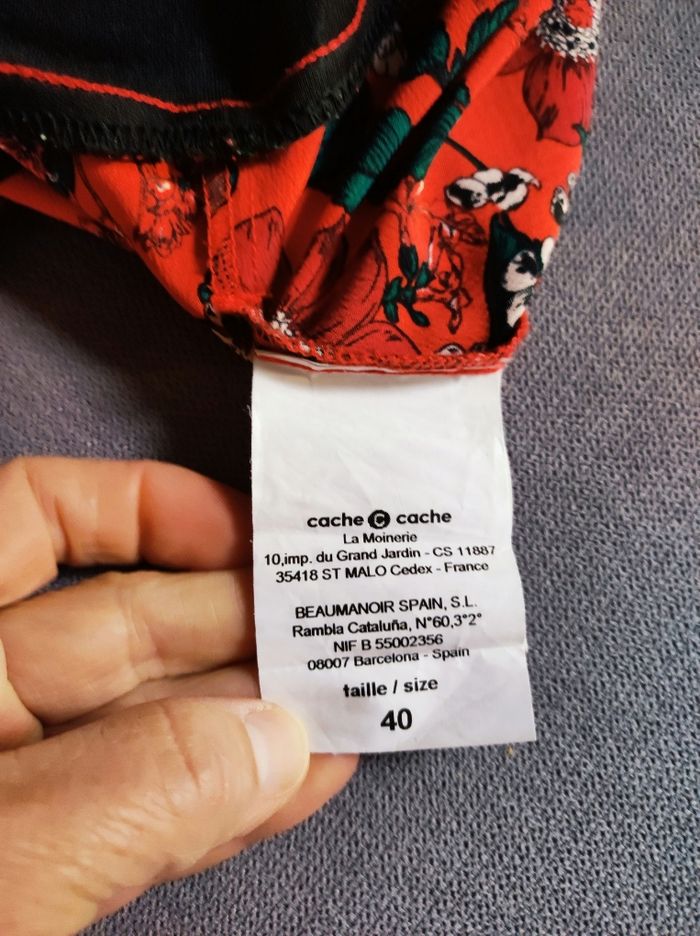 cache C cache
La Moinerie
10,imp. du Grand Jardin - CS 11887
35418 ST MALO Cedex - France
BEAUMANOIR SPAIN, S.L.
Rambla Cataluña, N°60,3°2°
NIF B 55002356
08007 Barcelona - Spain
taille / size
40